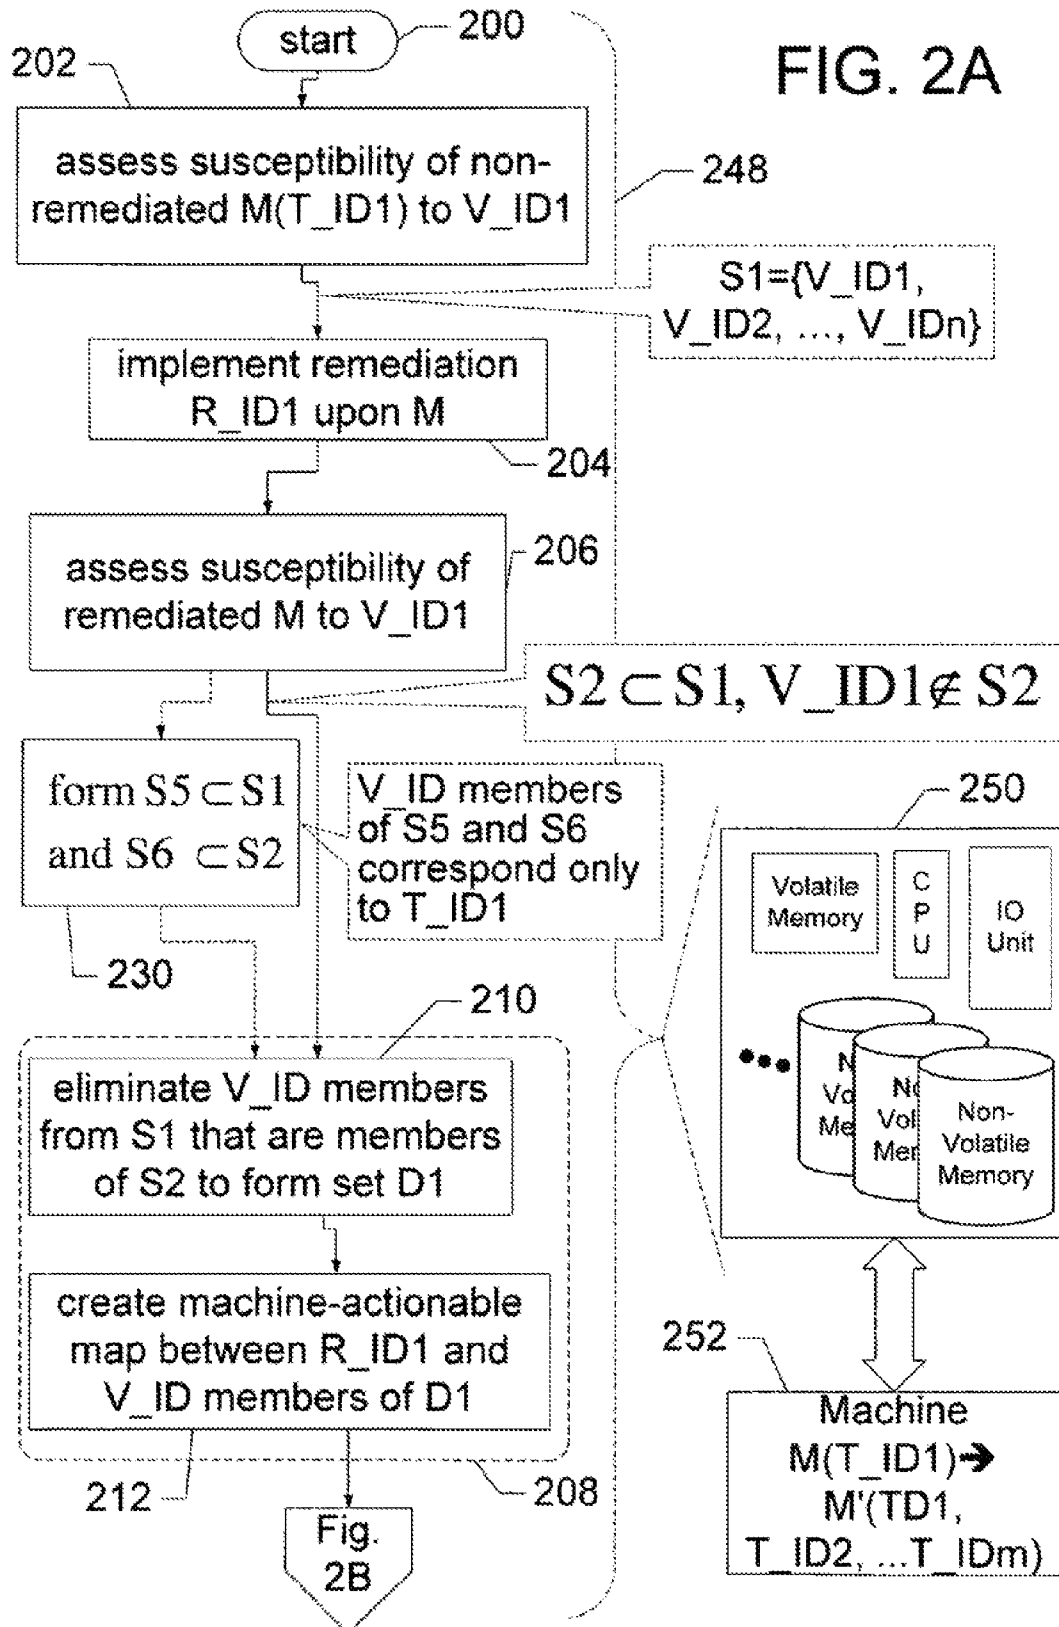 start
200
FIG. 2A
202
assess susceptibility of non-
remediated M(T_ID1) to V_ID1
248
S1={V_ID1,
V_ID2, ..., V_IDn}
implement remediation
R_ID1 upon M
204
assess susceptibility of
remediated M to V_ID1
206
S2 ⊂ S1, V_ID1 ∉ S2
form S5 ⊂ S1
and S6 ⊂ S2
230
V_ID members
of S5 and S6
correspond only
to T_ID1
250
Volatile
Memory
C
P
U
IO
Unit
N
Vo
Me
No
Vol
Mer
Non-
Volatile
Memory
210
eliminate V_ID members
from S1 that are members
of S2 to form set D1
create machine-actionable
map between R_ID1 and
V_ID members of D1
212
208
Fig.
2B
252
Machine
M(T_ID1)➔
M'(TD1,
T_ID2, ...T_IDm)